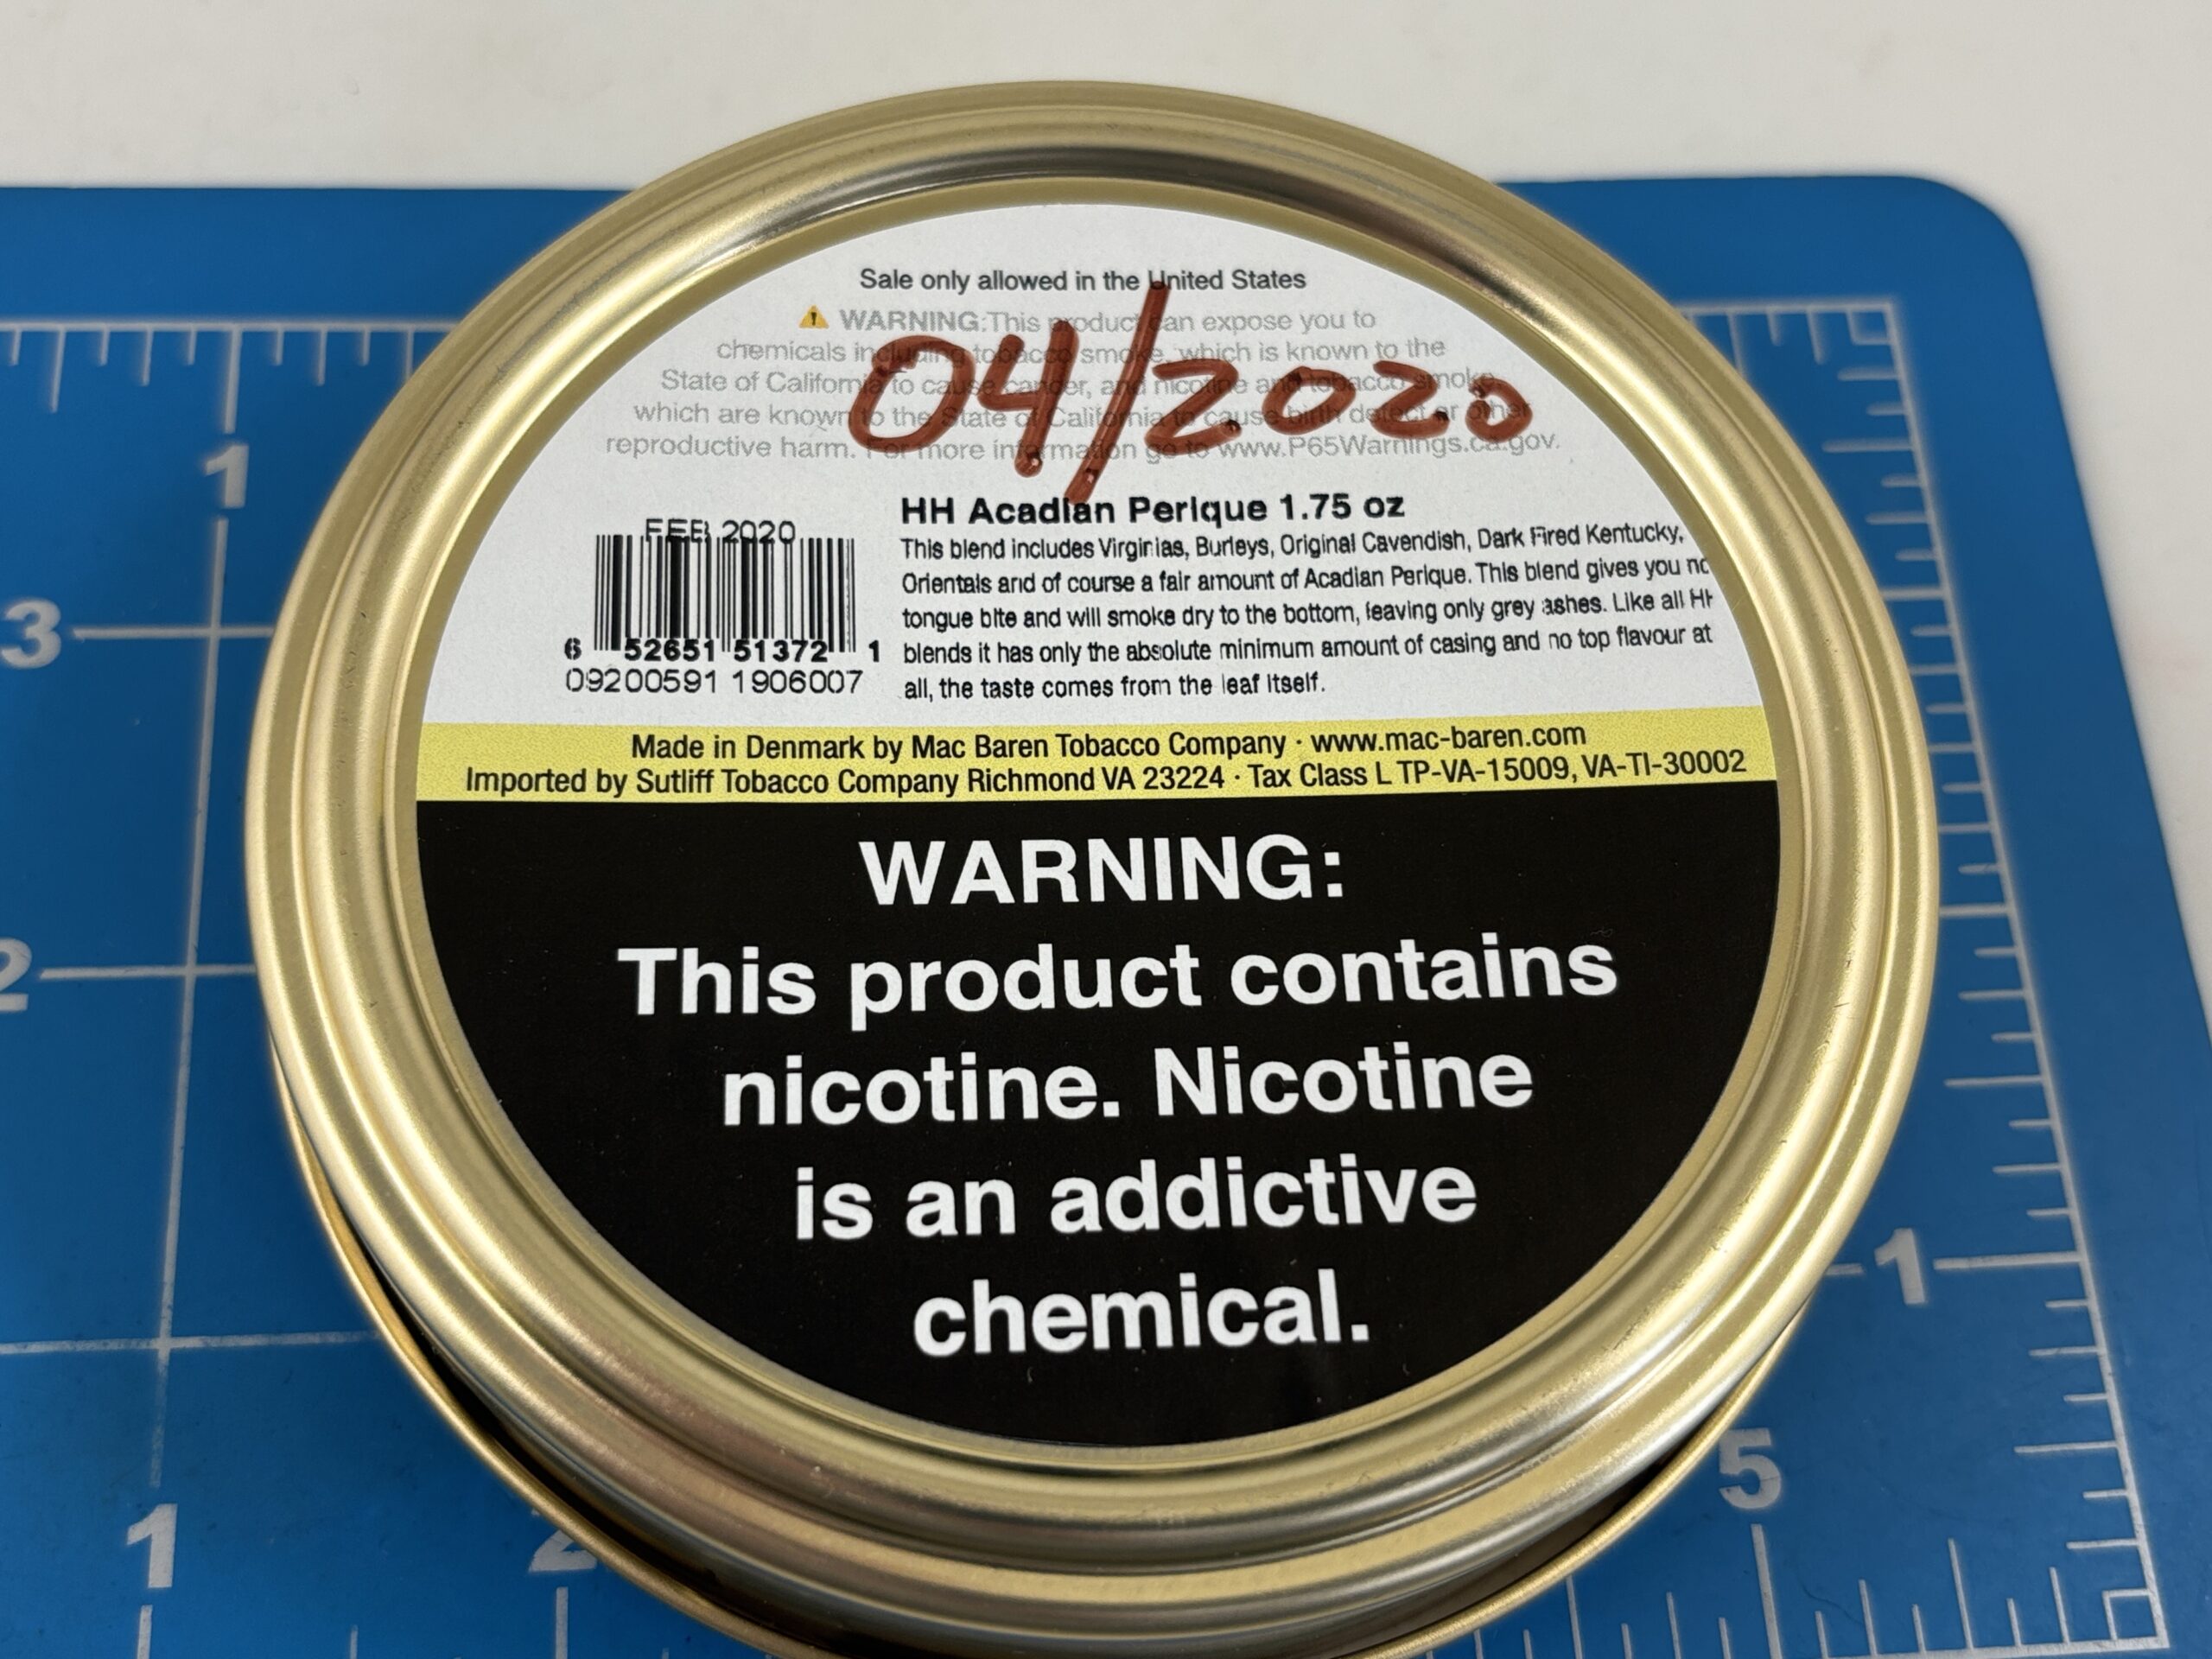 Sale only allowed in the United States
⚠ WARNING:This product can expose you to
chemicals including tobacco smoke, which is known to the
State of California to cause cancer, and nicotine and tobacco smoke,
which are known to the State of California to cause birth defect or other
reproductive harm. For more information go to www.P65Warnings.ca.gov.
04/2020
FEB 2020
6 52651 51372 1
09200591 1906007
HH Acadian Perique 1.75 oz
This blend includes Virginias, Burleys, Original Cavendish, Dark Fired Kentucky,
Orientals and of course a fair amount of Acadian Perique. This blend gives you no
tongue bite and will smoke dry to the bottom, leaving only grey ashes. Like all HH
blends it has only the absolute minimum amount of casing and no top flavour at
all, the taste comes from the leaf itself.
Made in Denmark by Mac Baren Tobacco Company · www.mac-baren.com
Imported by Sutliff Tobacco Company Richmond VA 23224 · Tax Class L TP-VA-15009, VA-TI-30002
WARNING:
This product contains
nicotine. Nicotine
is an addictive
chemical.
1
3
2
1
2
1
5